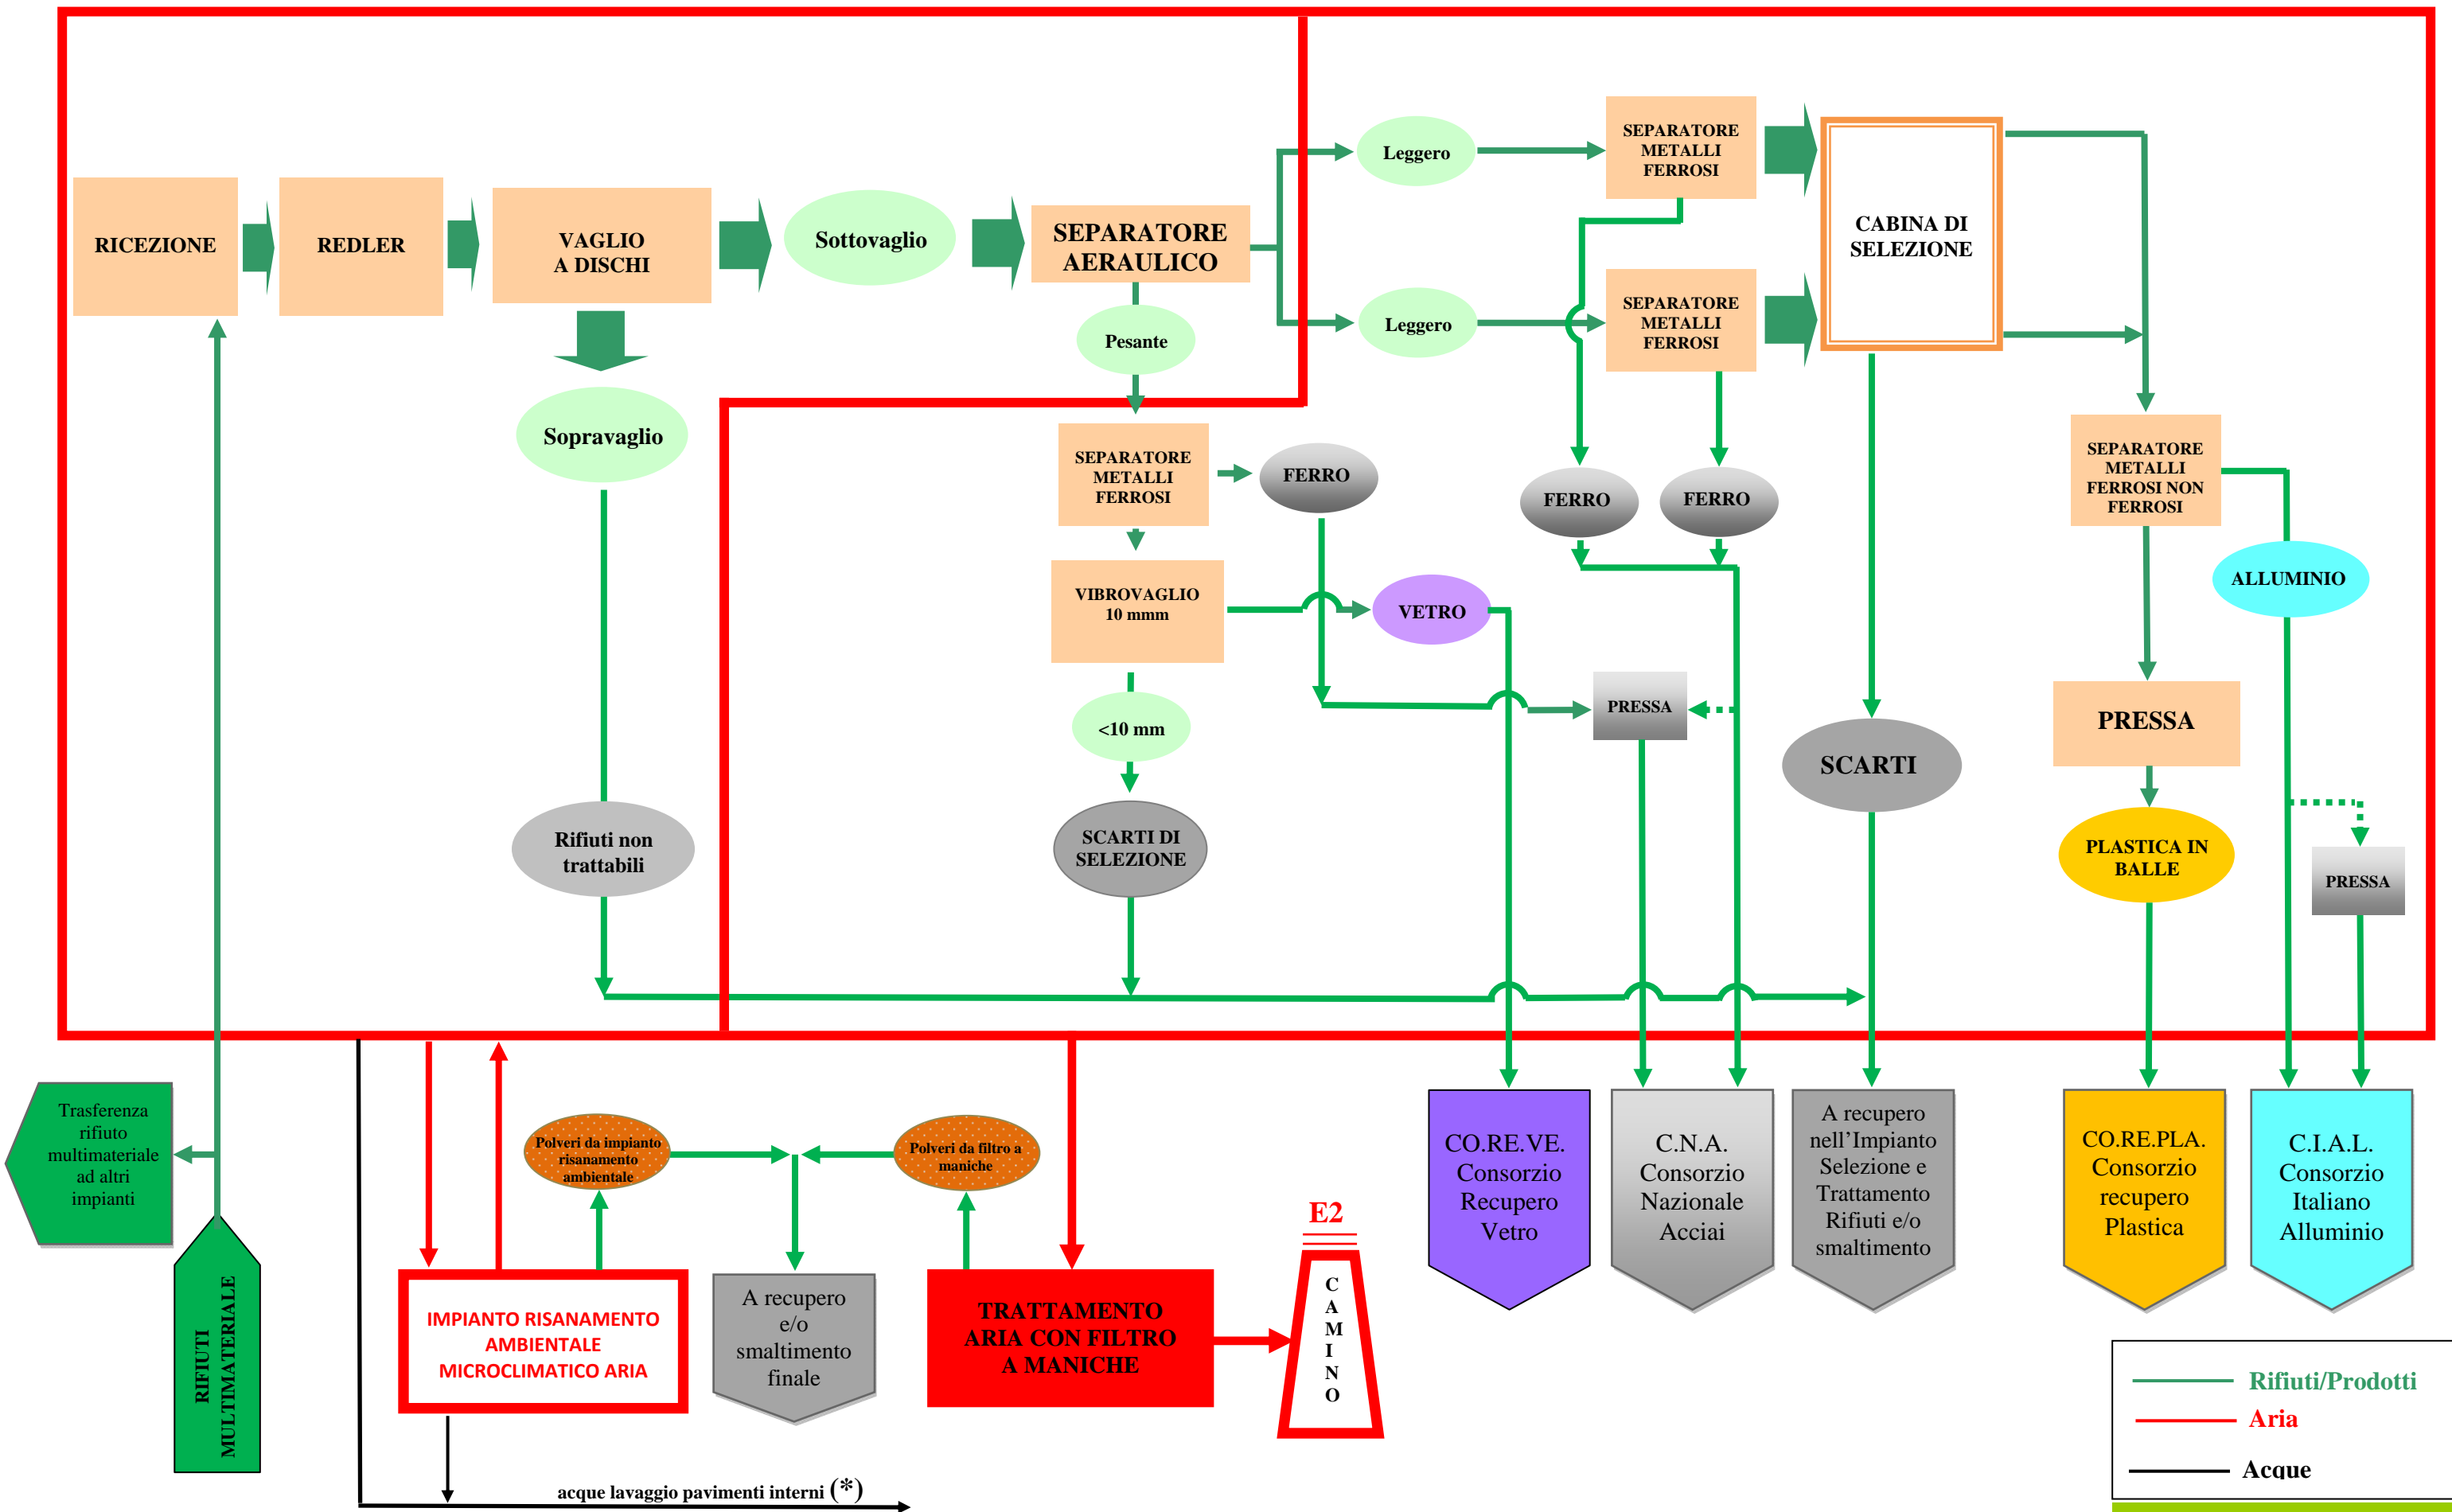 RICEZIONE
REDLER
VAGLIO
A DISCHI
Sottovaglio
SEPARATORE
AERAULICO
Leggero
SEPARATORE
METALLI
FERROSI
CABINA DI
SELEZIONE
Leggero
SEPARATORE
METALLI
FERROSI
Pesante
Sopravaglio
SEPARATORE
METALLI
FERROSI
FERRO
FERRO
FERRO
SEPARATORE
METALLI
FERROSI NON
FERROSI
ALLUMINIO
VIBROVAGLIO
10 mmm
VETRO
<10 mm
PRESSA
SCARTI
PRESSA
Rifiuti non
trattabili
SCARTI DI
SELEZIONE
PLASTICA IN
BALLE
PRESSA
Trasferenza
rifiuto
multimateriale
ad altri
impianti
RIFIUTI
MULTIMATERIALE
Polveri da impianto
risanamento
ambientale
Polveri da filtro a
maniche
IMPIANTO RISANAMENTO
AMBIENTALE
MICROCLIMATICO ARIA
A recupero
e/o
smaltimento
finale
TRATTAMENTO
ARIA CON FILTRO
A MANICHE
E2
C
A
M
I
N
O
CO.RE.VE.
Consorzio
Recupero
Vetro
C.N.A.
Consorzio
Nazionale
Acciai
A recupero
nell’Impianto
Selezione e
Trattamento
Rifiuti e/o
smaltimento
CO.RE.PLA.
Consorzio
recupero
Plastica
C.I.A.L.
Consorzio
Italiano
Alluminio
acque lavaggio pavimenti interni (*)
Rifiuti/Prodotti
Aria
Acque